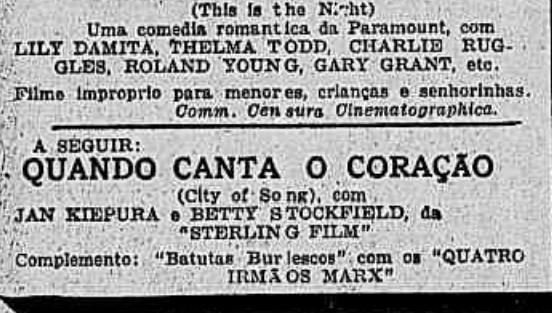 (This is the Night)
Uma comedia romantica da Paramount, com
LILY DAMITA, THELMA TODD, CHARLIE RUG-
GLES, ROLAND YOUNG, GARY GRANT, etc.
Filme improprio para menores, crianças e senhorinhas.
Comm. Censura Cinematographica.
A SEGUIR:
QUANDO CANTA O CORAÇÃO
(City of Song), com
JAN KIEPURA e BETTY STOCKFIELD, da
"STERLING FILM"
Complemento: "Batutas Burlescos" com os "QUATRO
IRMÃOS MARX"